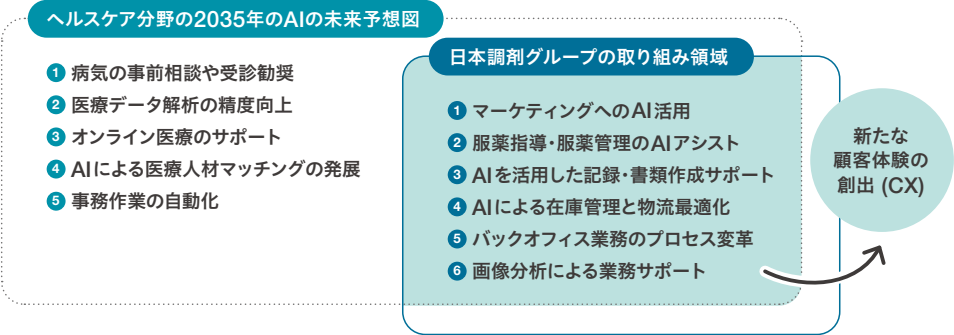 ヘルスケア分野の2035年のAIの未来予想図
1 病気の事前相談や受診勧奨
2 医療データ解析の精度向上
3 オンライン医療のサポート
4 AIによる医療人材マッチングの発展
5 事務作業の自動化
日本調剤グループの取り組み領域
1 マーケティングへのAI活用
2 服薬指導・服薬管理のAIアシスト
3 AIを活用した記録・書類作成サポート
4 AIによる在庫管理と物流最適化
5 バックオフィス業務のプロセス変革
6 画像分析による業務サポート
新たな
顧客体験の
創出 (CX)